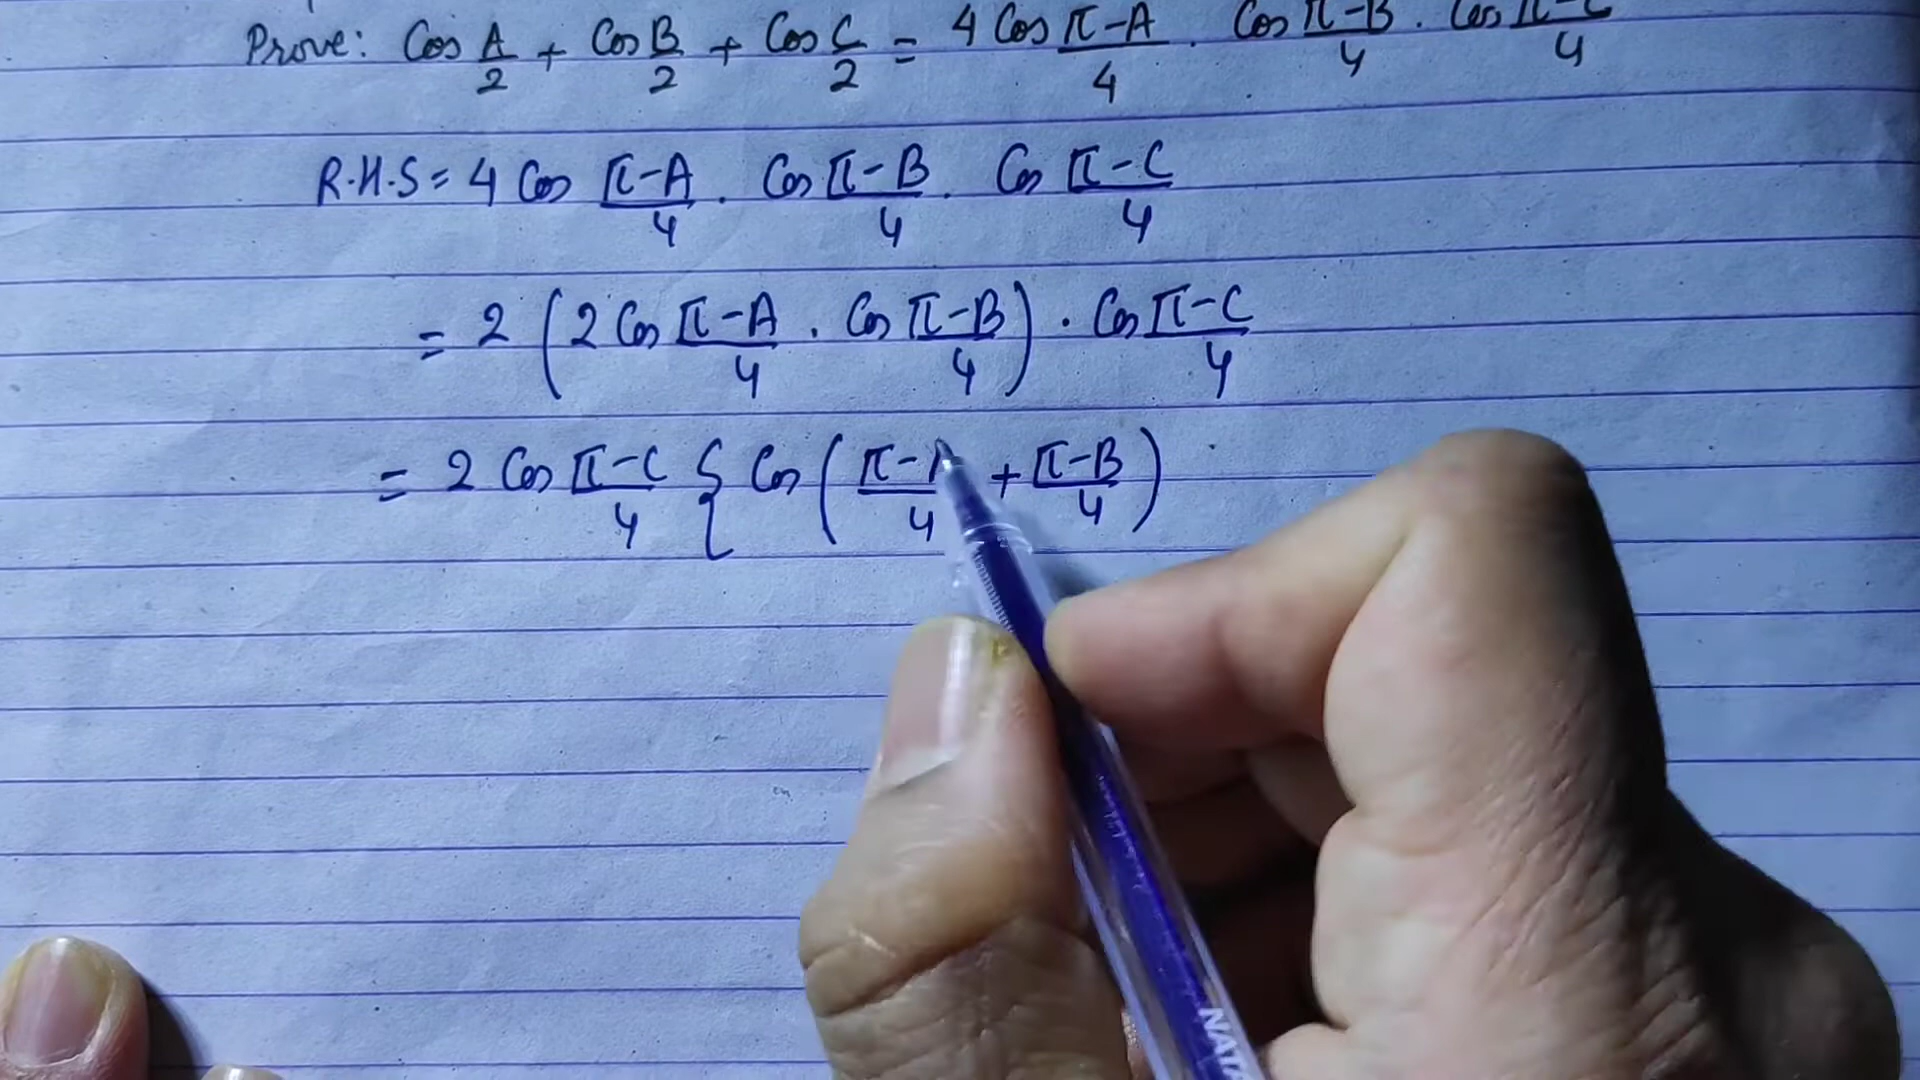 Prove: Cos A/2 + Cos B/2 + Cos C/2 = 4 Cos π-A/4 . Cos π-B/4 . Cos π-C/4
R.H.S = 4 Cos π-A/4 . Cos π-B/4 . Cos π-C/4
= 2 (2 Cos π-A/4 . Cos π-B/4) . Cos π-C/4
= 2 Cos π-C/4 { Cos (π-A/4 + π-B/4)
NATA